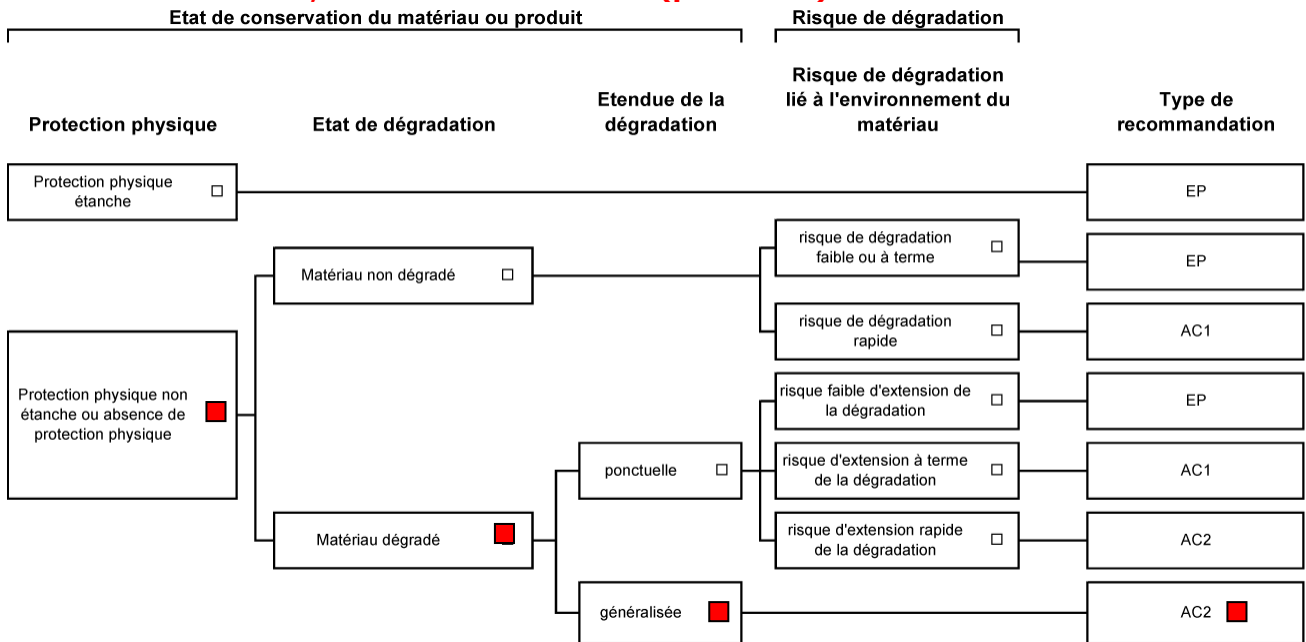 Etat de conservation du matériau ou produit
Risque de dégradation
Protection physique
Etat de dégradation
Etendue de la
dégradation
Risque de dégradation
lié à l'environnement du
matériau
Type de
recommandation
Protection physique
étanche
EP
risque de dégradation
faible ou à terme
EP
Matériau non dégradé
risque de dégradation
rapide
AC1
Protection physique non
étanche ou absence de
protection physique
risque faible d'extension de
la dégradation
EP
ponctuelle
risque d'extension à terme
de la dégradation
AC1
Matériau dégradé
risque d'extension rapide
de la dégradation
AC2
généralisée
AC2